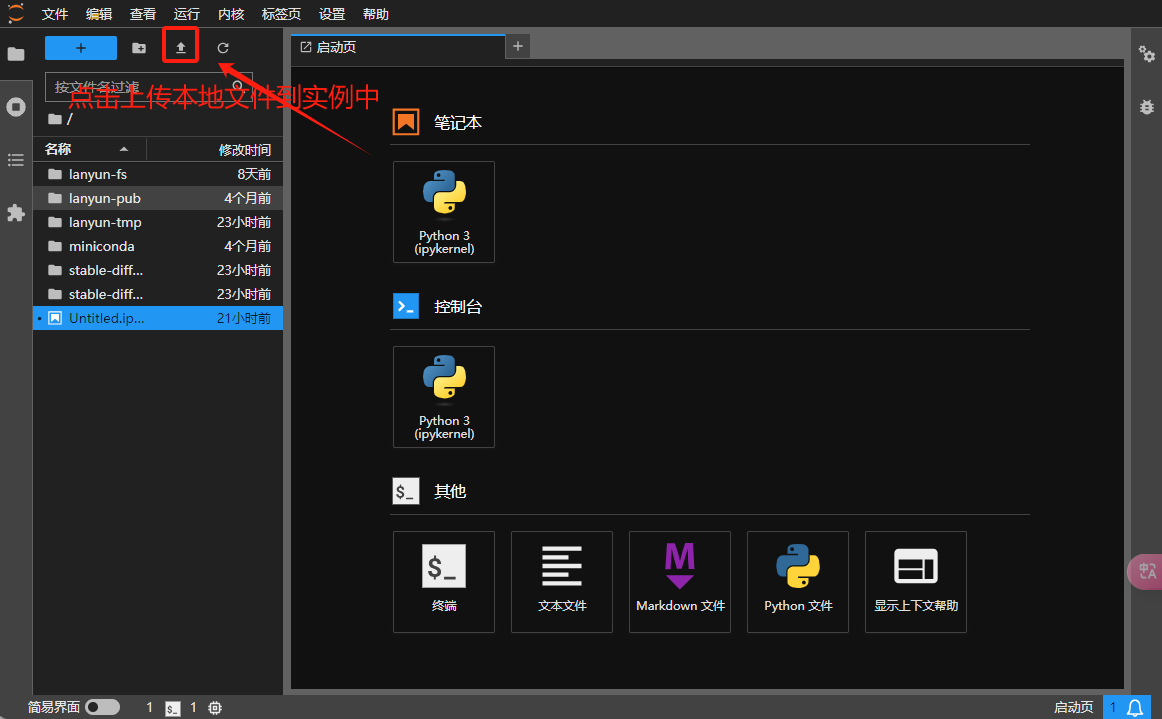 文件 编辑 查看 运行 内核 标签页 设置 帮助
启动页
按文件名过滤
点击上传本地文件到实例中
/
名称 修改时间
lanyun-fs 8天前
lanyun-pub 4个月前
lanyun-tmp 23小时前
miniconda 4个月前
stable-diff... 23小时前
stable-diff... 23小时前
Untitled.ip... 21小时前
笔记本
Python 3
(ipykernel)
控制台
Python 3
(ipykernel)
$_ 其他
$_
终端
文本文件
M
Markdown 文件
Python 文件
显示上下文帮助
中A
简易界面 1 $_ 1
启动页 1